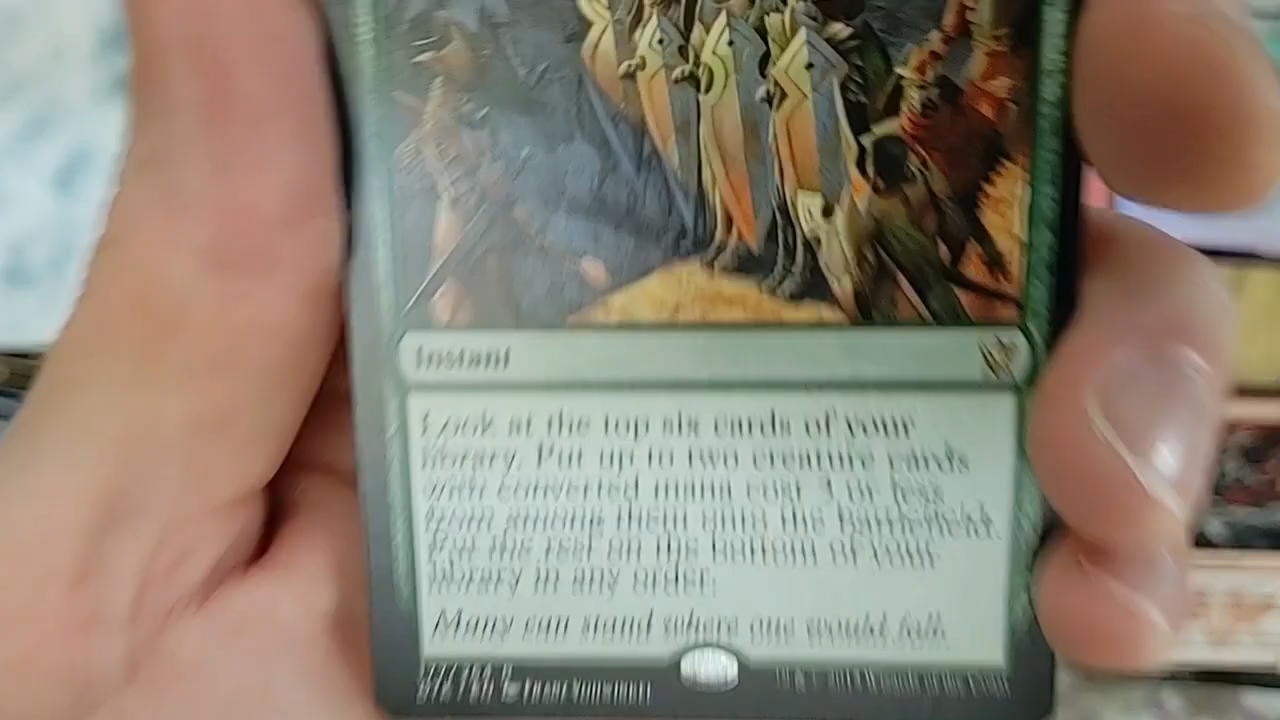 Instant
Look at the top six cards of your
library. Put up to two creature cards
with converted mana cost 3 or less
from among them onto the battlefield.
Put the rest on the bottom of your
library in any order.
Many can stand where one would fall.